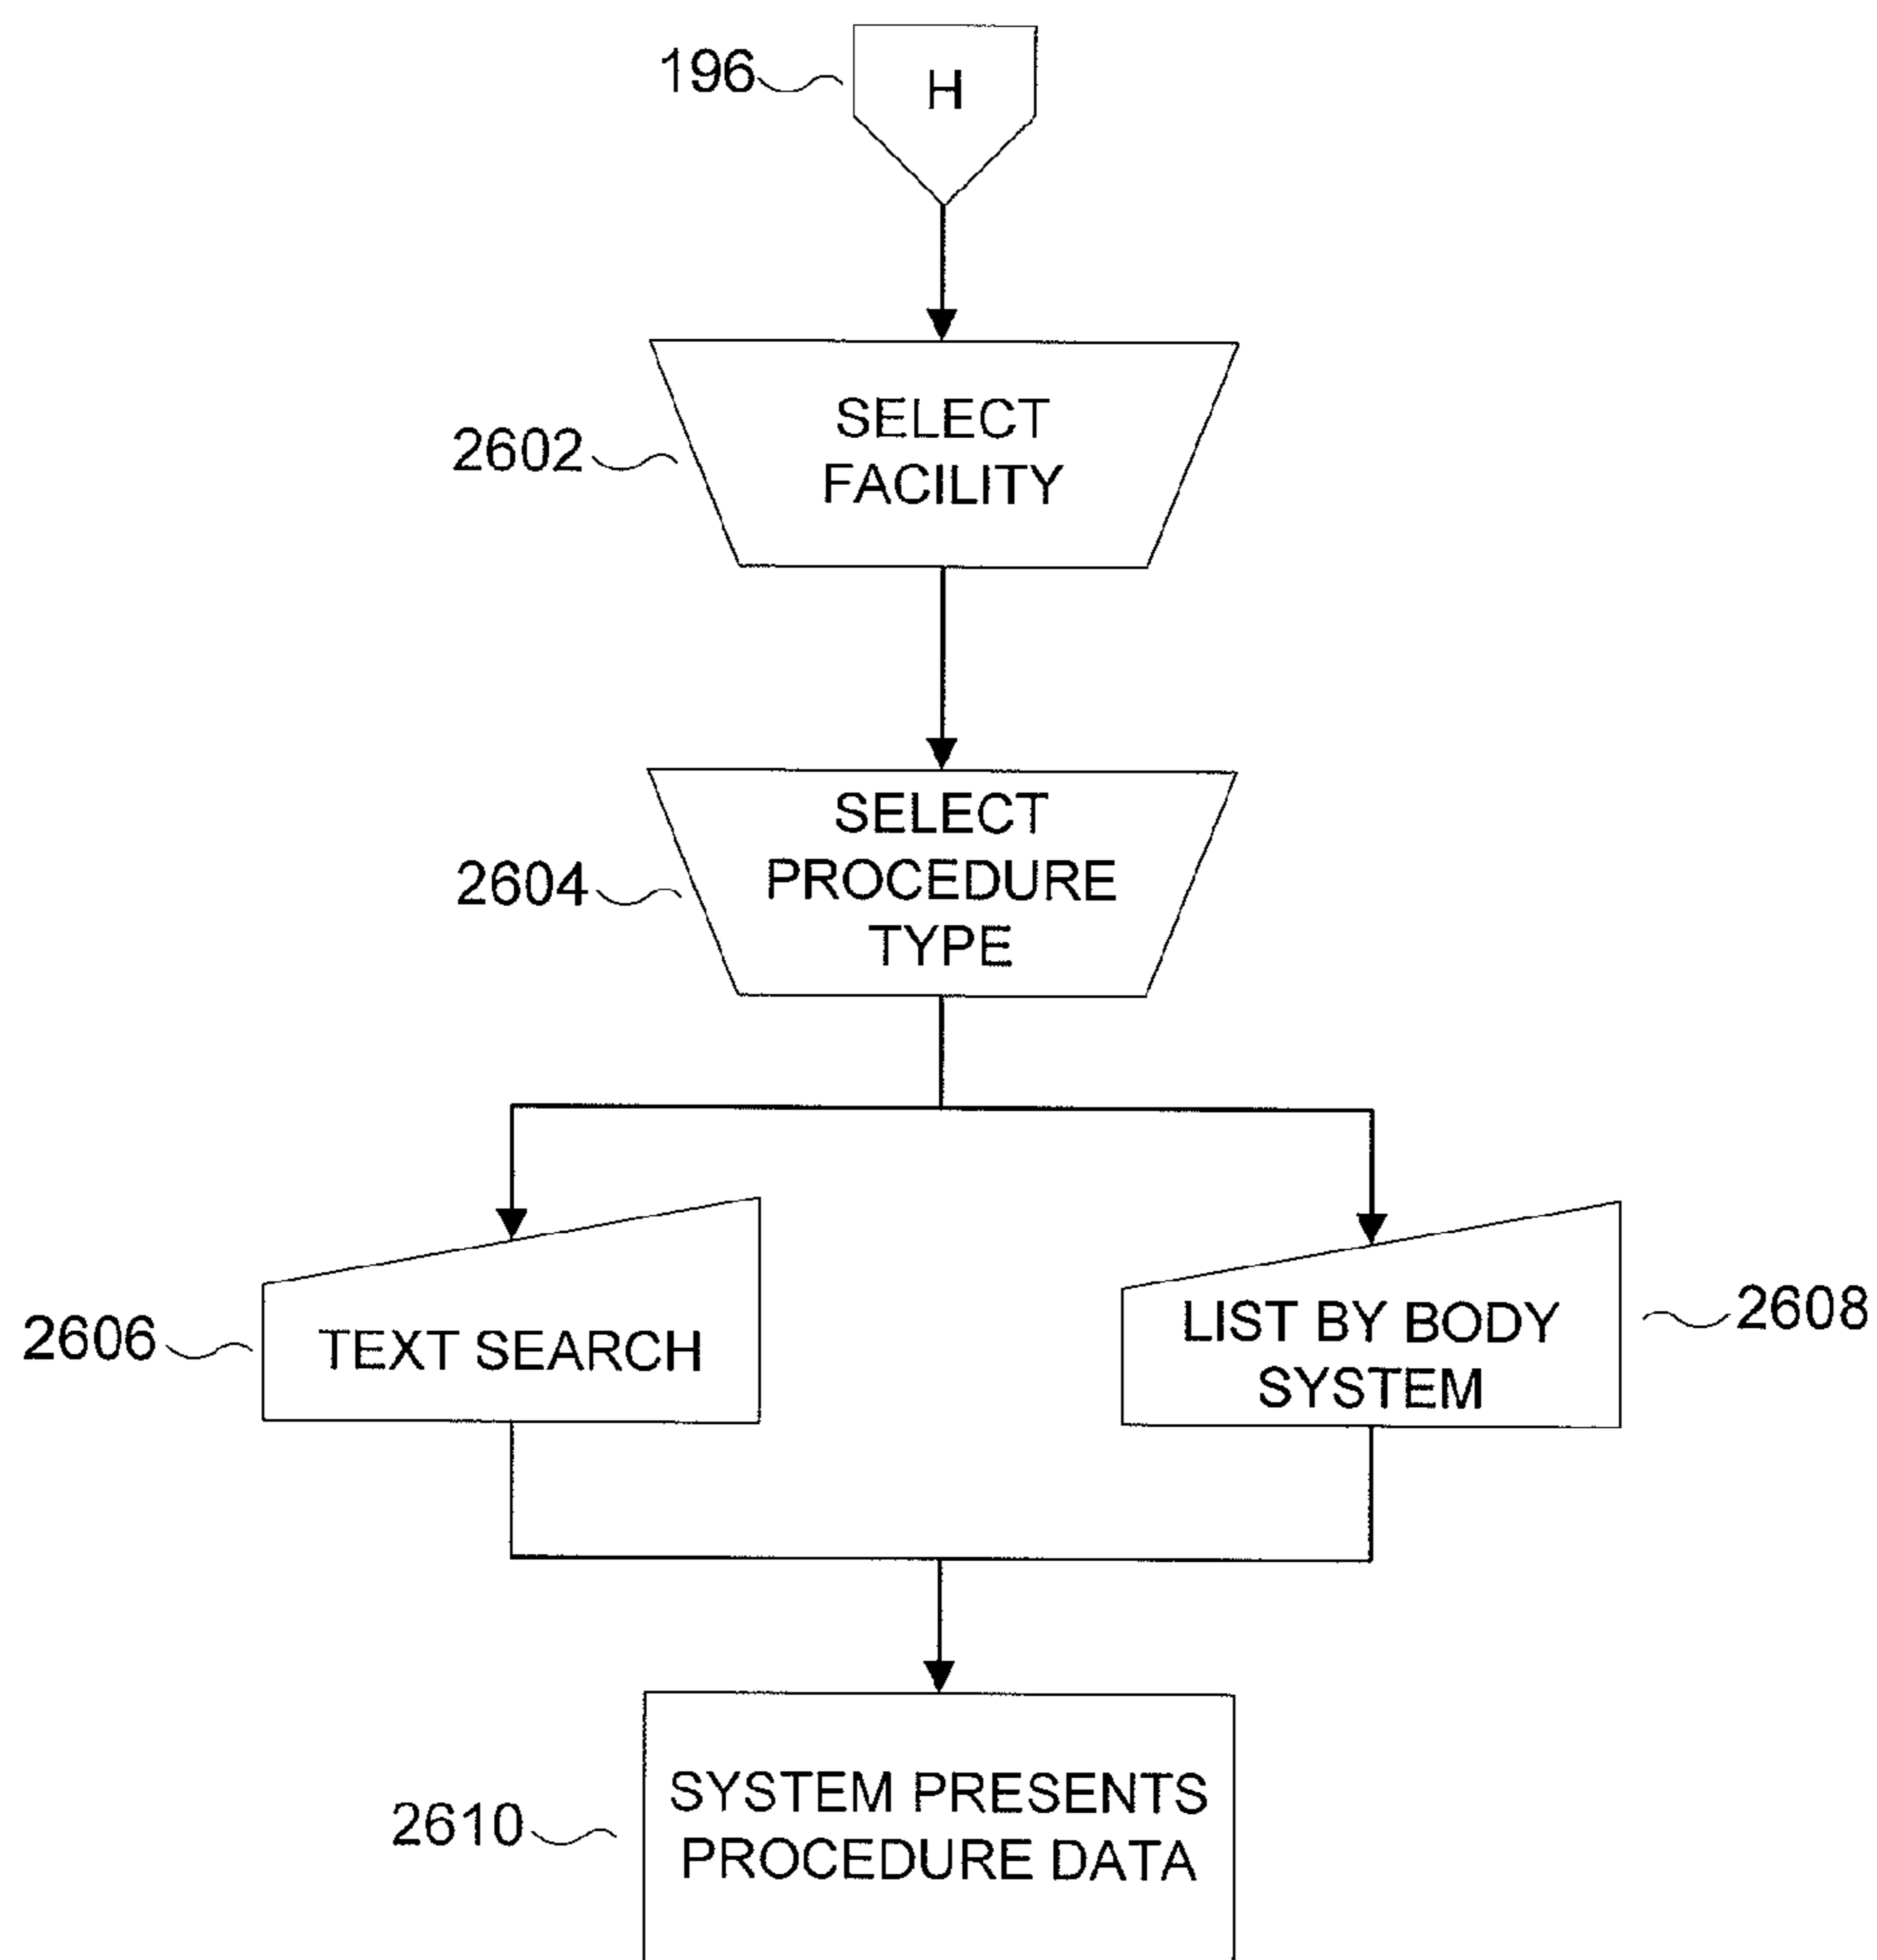 196
H
2602
SELECT
FACILITY
2604
SELECT
PROCEDURE
TYPE
2606
TEXT SEARCH
LIST BY BODY
SYSTEM
2608
2610
SYSTEM PRESENTS
PROCEDURE DATA